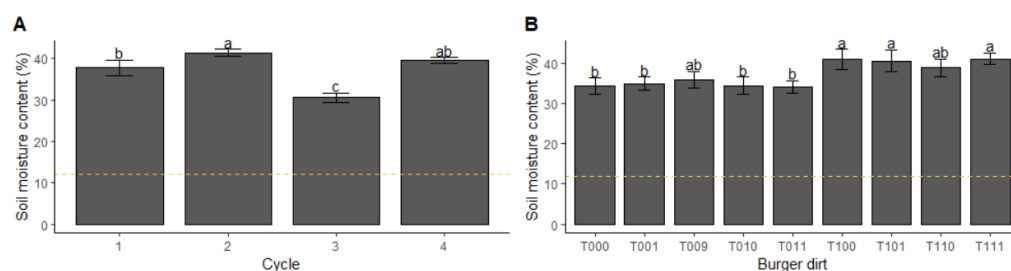 A
Soil moisture content (%)
40
30
20
10
0
b
a
c
ab
1 2 3 4
Cycle
B
Soil moisture content (%)
40
30
20
10
0
b b ab b b a a ab a
T000 T001 T009 T010 T011 T100 T101 T110 T111
Burger dirt